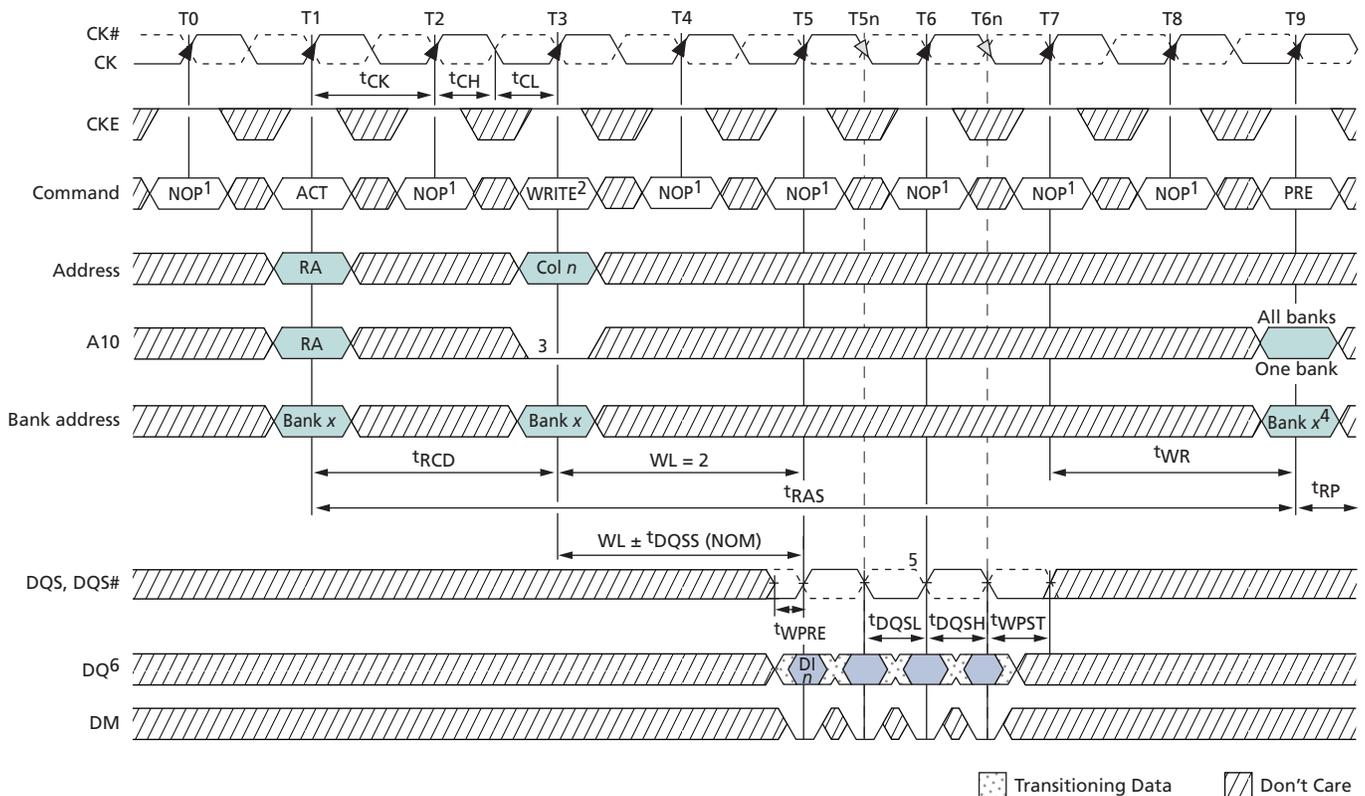 T0 T1 T2 T3 T4 T5 T5n T6 T6n T7 T8 T9
CK#
CK
tCK tCH tCL
CKE
Command NOP1 ACT NOP1 WRITE2 NOP1 NOP1 NOP1 NOP1 NOP1 PRE
Address RA Col n
All banks
A10 RA 3
One bank
Bank address Bank x Bank x Bank x4
tRCD WL = 2 tWR
tRAS tRP
WL ± tDQSS (NOM)
5
DQS, DQS#
tWPRE tDQSL tDQSH tWPST
DQ6 DI
n
DM
Transitioning Data Don't Care